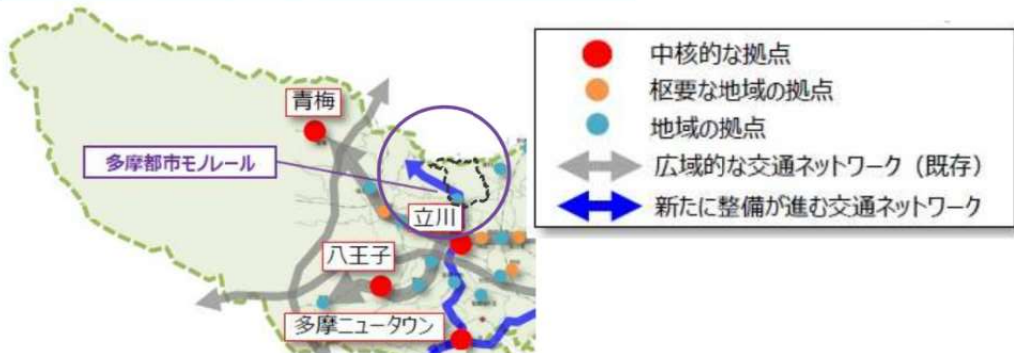 青梅
多摩都市モノレール
立川
八王子
多摩ニュータウン
中核的な拠点
枢要な地域の拠点
地域の拠点
広域的な交通ネットワーク（既存）
新たに整備が進む交通ネットワーク